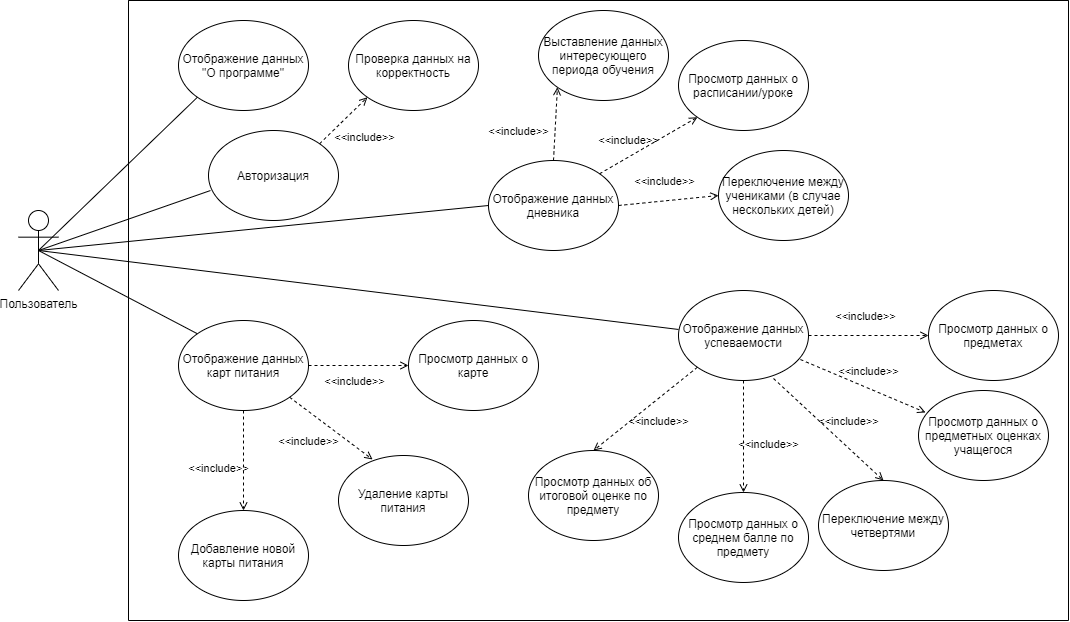 Отображение данных
"О программе"
Проверка данных на
корректность
<<include>>
Авторизация
Выставление данных
интересующего
периода обучения
Просмотр данных о
расписании/уроке
<<include>>
<<include>>
<<include>>
Переключение между
учениками (в случае
нескольких детей)
Отображение данных
дневника
Пользователь
Отображение данных
карт питания
Просмотр данных о
карте
<<include>>
<<include>>
<<include>>
Удаление карты
питания
Добавление новой
карты питания
Отображение данных
успеваемости
<<include>>
Просмотр данных о
предметах
<<include>>
Просмотр данных о
предметных оценках
учащегося
<<include>>
<<include>>
<<include>>
Просмотр данных об
итоговой оценке по
предмету
Просмотр данных о
среднем балле по
предмету
Переключение между
четвертями